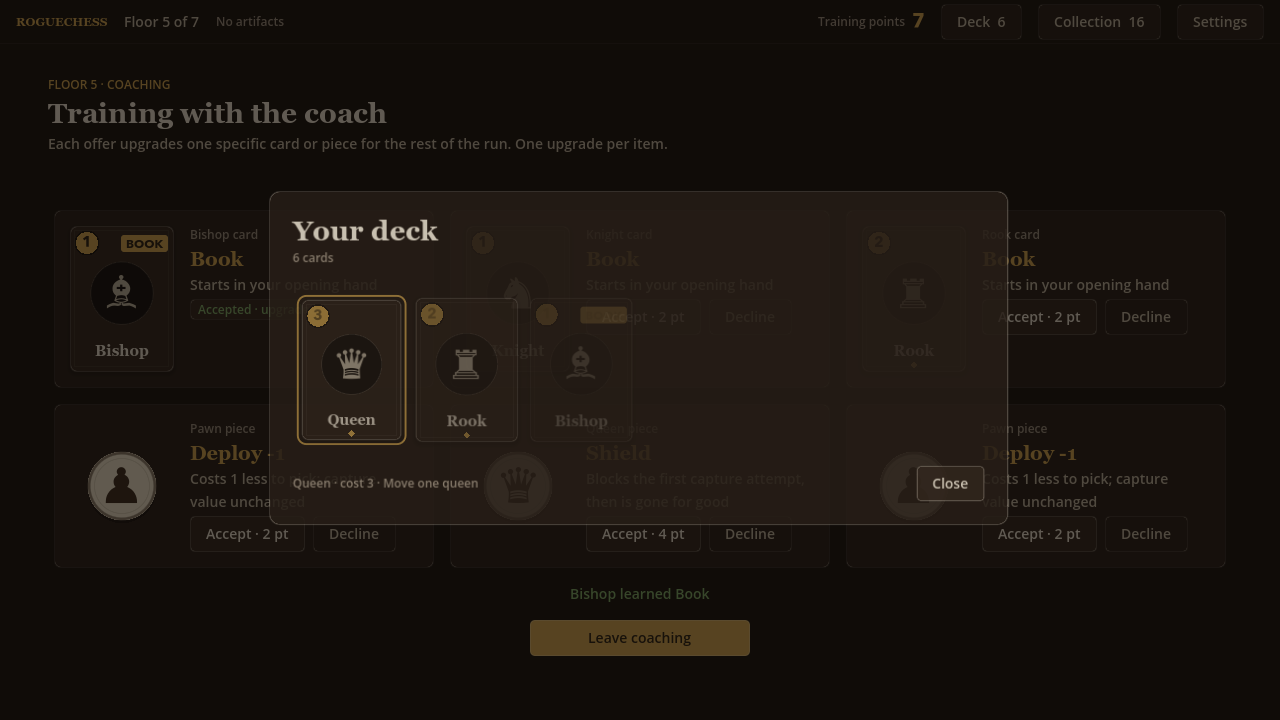 ROGUECHESS Floor 5 of 7 No artifacts Training points 7 Deck 6 Collection 16 Settings
FLOOR 5 · COACHING
Training with the coach
Each offer upgrades one specific card or piece for the rest of the run. One upgrade per item.
1 BOOK
Bishop
Bishop card
Book
Starts in your opening hand
Accepted · upgra
1
Knight
Knight card
Book
Starts in your opening hand
Accept · 2 pt Decline
2
Rook
Rook card
Book
Starts in your opening hand
Accept · 2 pt Decline
Your deck
6 cards
3
Queen
2
Rook
Bishop
Queen · cost 3 · Move one queen
Close
Pawn piece
Deploy -1
Costs 1 less to pick; capture
value unchanged
Accept · 2 pt Decline
piece
Shield
Blocks the first capture attempt,
then is gone for good
Accept · 4 pt Decline
Pawn piece
Deploy -1
Costs 1 less to pick; capture
value unchanged
Accept · 2 pt Decline
Bishop learned Book
Leave coaching